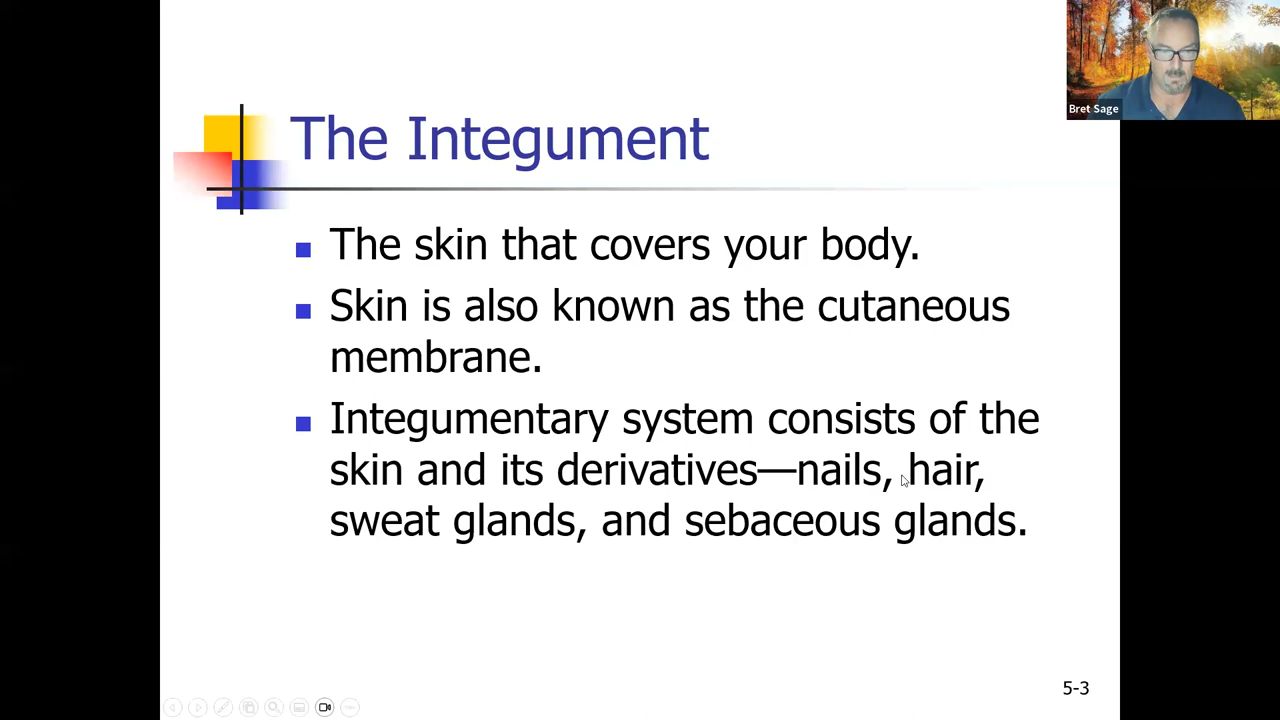 Bret Sage
The Integument
The skin that covers your body.
Skin is also known as the cutaneous
membrane.
Integumentary system consists of the
skin and its derivatives—nails, hair,
sweat glands, and sebaceous glands.
5-3